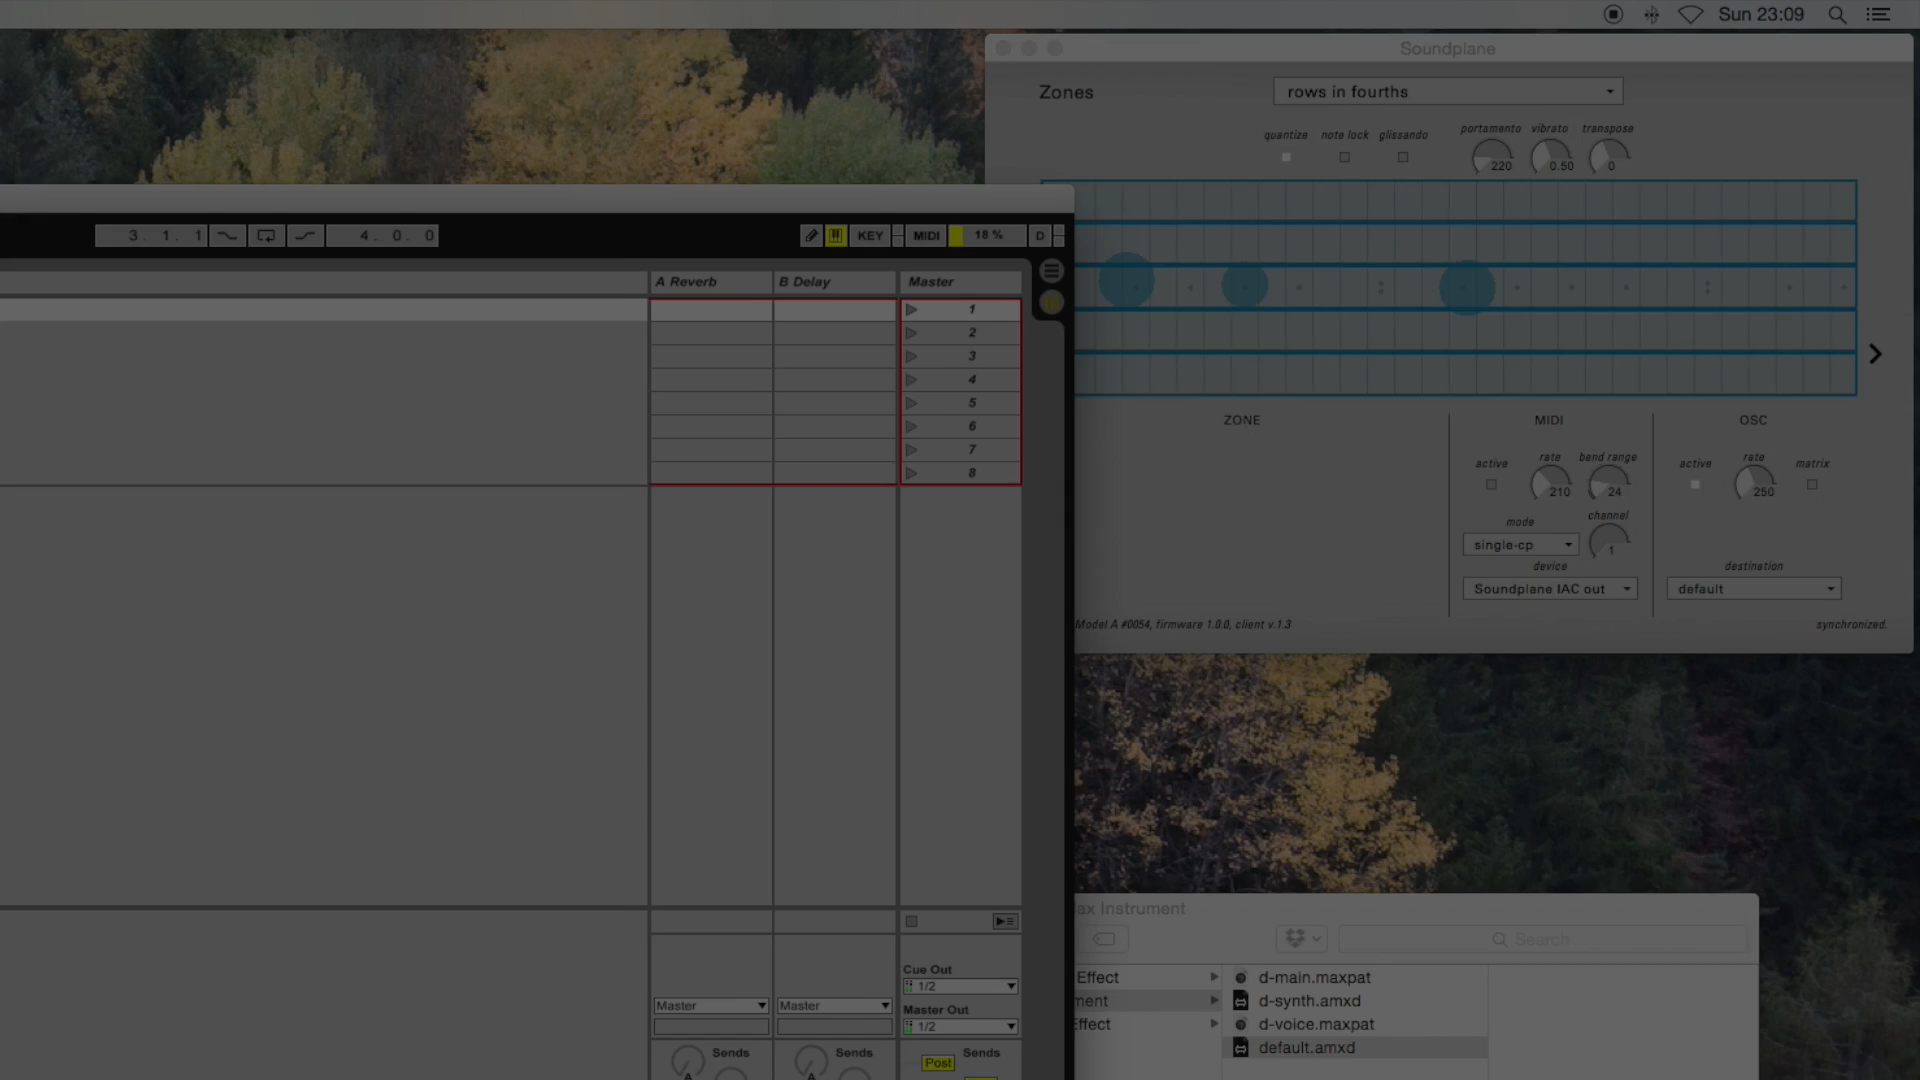 Sun 23:09
Soundplane
Zones
rows in fourths
quantize
note lock
glissando
portamento
vibrato
transpose
220
0.50
0
3. 1. 1
4. 0. 0
KEY
MIDI
18 %
D
A Reverb
B Delay
Master
1
2
3
4
5
6
7
8
ZONE
MIDI
OSC
active
rate
bend range
210
24
mode
channel
single-cp
1
device
Soundplane IAC out
active
rate
matrix
250
destination
default
Model A #0054, firmware 1.0.0, client v.1.3
synchronized.
Cue Out
1/2
Master
Master
Master Out
1/2
Sends
Sends
Sends
A
A
Post
ax Instrument
Search
Effect
ment
Effect
d-main.maxpat
d-synth.amxd
d-voice.maxpat
default.amxd